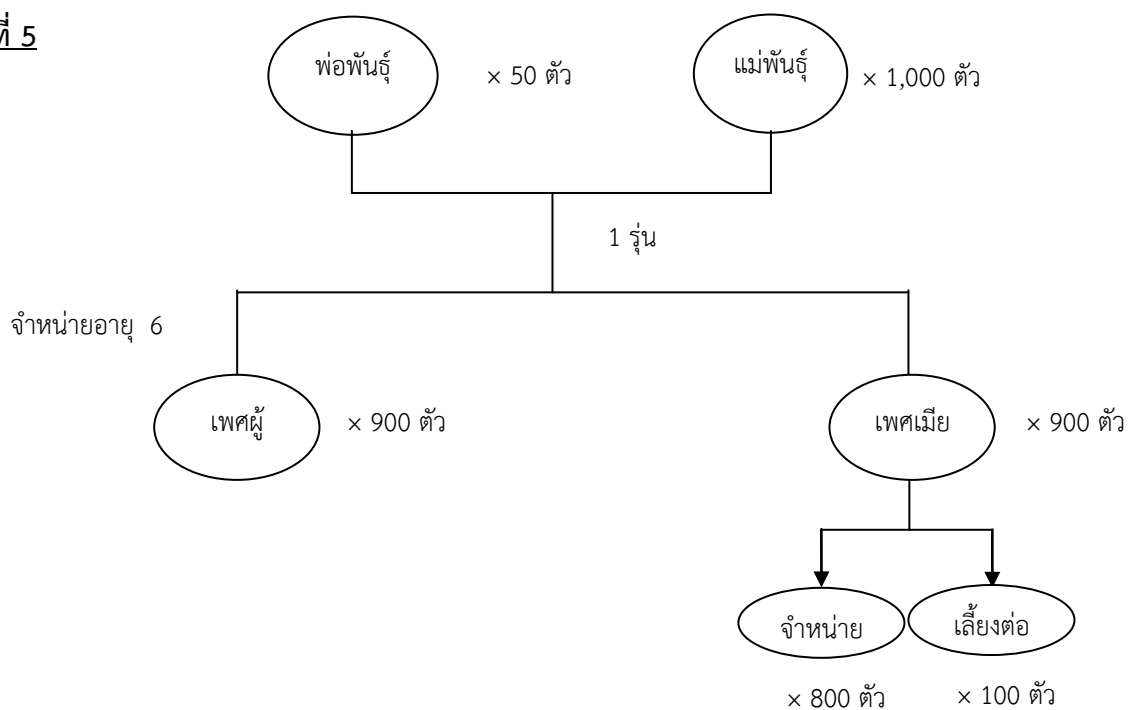 ที่ 5
พ่อพันธุ์ × 50 ตัว แม่พันธุ์ × 1,000 ตัว
1 รุ่น
จำหน่ายอายุ 6
เพศผู้ × 900 ตัว เพศเมีย × 900 ตัว
จำหน่าย เลี้ยงต่อ
× 800 ตัว × 100 ตัว